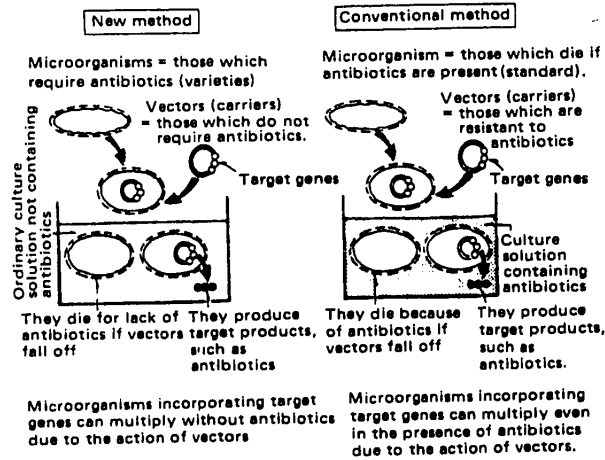 New method
Microorganisms = those which
require antibiotics (varieties)
Vectors (carriers)
= those which do not
require antibiotics.
Target genes
Ordinary culture
solution not containing
antibiotics
They die for lack of
antibiotics if vectors
fall off
They produce
target products,
such as
antibiotics
Microorganisms incorporating target
genes can multiply without antibiotics
due to the action of vectors
Conventional method
Microorganism = those which die if
antibiotics are present (standard).
Vectors (carriers)
= those which are
resistant to
antibiotics
Target genes
Culture
solution
containing
antibiotics
They die because
of antibiotics if
vectors fall off
They produce
target products,
such as
antibiotics.
Microorganisms incorporating
target genes can multiply even
in the presence of antibiotics
due to the action of vectors.